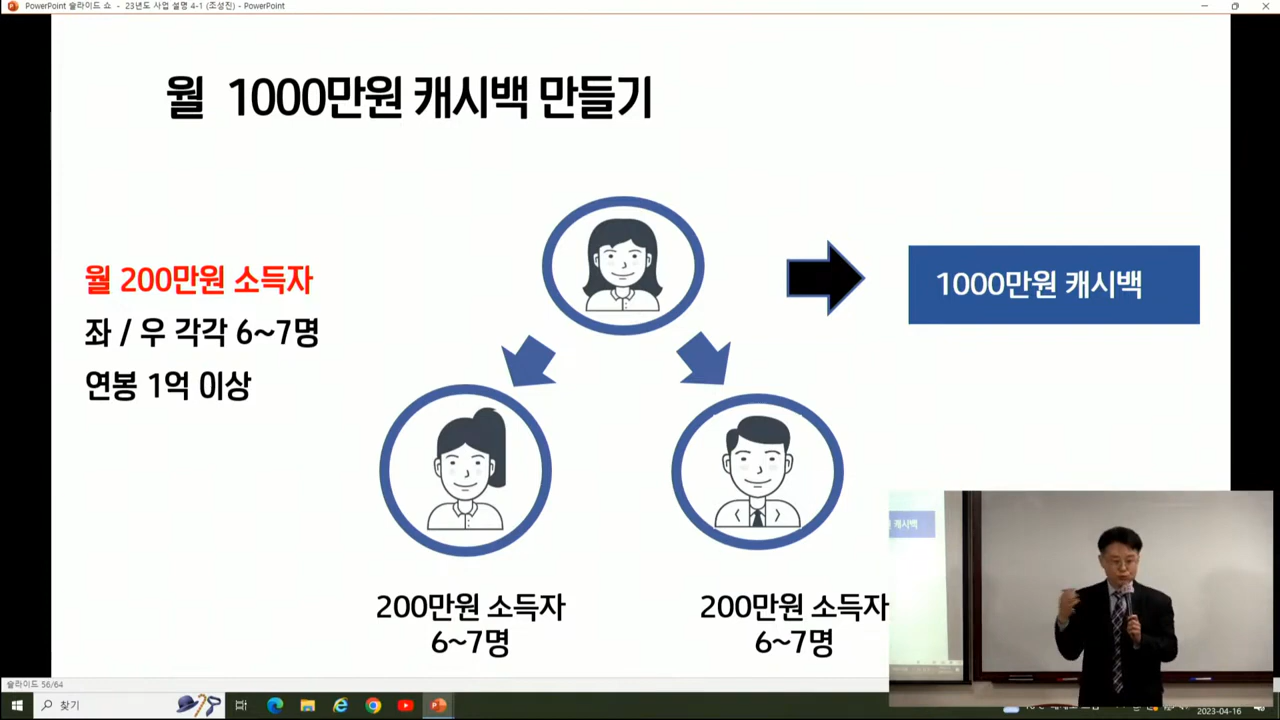 PowerPoint 슬라이드 쇼 - 23년도 사업 설명 4-1 (조성진) - PowerPoint
월 1000만원 캐시백 만들기
월 200만원 소득자
좌 / 우 각각 6~7명
연봉 1억 이상
1000만원 캐시백
200만원 소득자
6~7명
200만원 소득자
6~7명
캐시백
슬라이드 56/64
찾기
2023-04-16